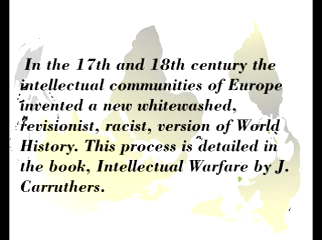 In the 17th and 18th century the
intellectual communities of Europe
invented a new whitewashed,
revisionist, racist, version of World
History. This process is detailed in
the book, Intellectual Warfare by J.
Carruthers.